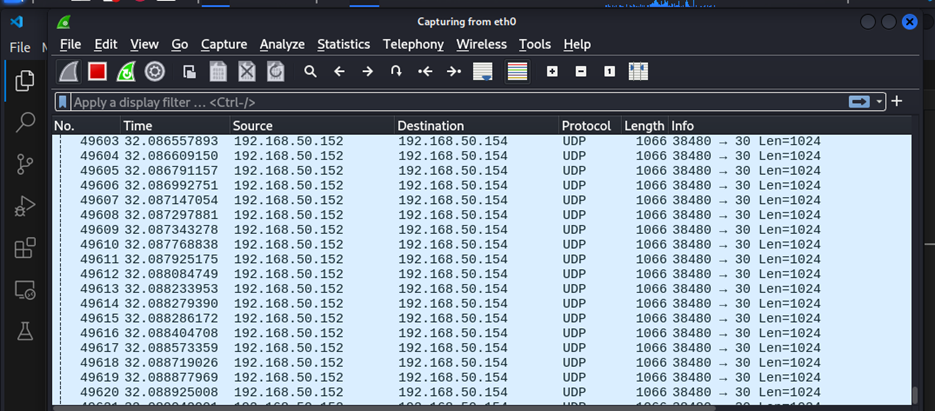 Capturing from eth0
File
File Edit View Go Capture Analyze Statistics Telephony Wireless Tools Help
Apply a display filter ... <Ctrl-/>
No. Time Source Destination Protocol Length Info
49603 32.086557893 192.168.50.152 192.168.50.154 UDP 1066 38480 → 30 Len=1024
49604 32.086609150 192.168.50.152 192.168.50.154 UDP 1066 38480 → 30 Len=1024
49605 32.086791157 192.168.50.152 192.168.50.154 UDP 1066 38480 → 30 Len=1024
49606 32.086992751 192.168.50.152 192.168.50.154 UDP 1066 38480 → 30 Len=1024
49607 32.087147054 192.168.50.152 192.168.50.154 UDP 1066 38480 → 30 Len=1024
49608 32.087297881 192.168.50.152 192.168.50.154 UDP 1066 38480 → 30 Len=1024
49609 32.087343278 192.168.50.152 192.168.50.154 UDP 1066 38480 → 30 Len=1024
49610 32.087768838 192.168.50.152 192.168.50.154 UDP 1066 38480 → 30 Len=1024
49611 32.087925175 192.168.50.152 192.168.50.154 UDP 1066 38480 → 30 Len=1024
49612 32.088084749 192.168.50.152 192.168.50.154 UDP 1066 38480 → 30 Len=1024
49613 32.088233953 192.168.50.152 192.168.50.154 UDP 1066 38480 → 30 Len=1024
49614 32.088279390 192.168.50.152 192.168.50.154 UDP 1066 38480 → 30 Len=1024
49615 32.088286172 192.168.50.152 192.168.50.154 UDP 1066 38480 → 30 Len=1024
49616 32.088404708 192.168.50.152 192.168.50.154 UDP 1066 38480 → 30 Len=1024
49617 32.088573359 192.168.50.152 192.168.50.154 UDP 1066 38480 → 30 Len=1024
49618 32.088719026 192.168.50.152 192.168.50.154 UDP 1066 38480 → 30 Len=1024
49619 32.088877969 192.168.50.152 192.168.50.154 UDP 1066 38480 → 30 Len=1024
49620 32.088925008 192.168.50.152 192.168.50.154 UDP 1066 38480 → 30 Len=1024